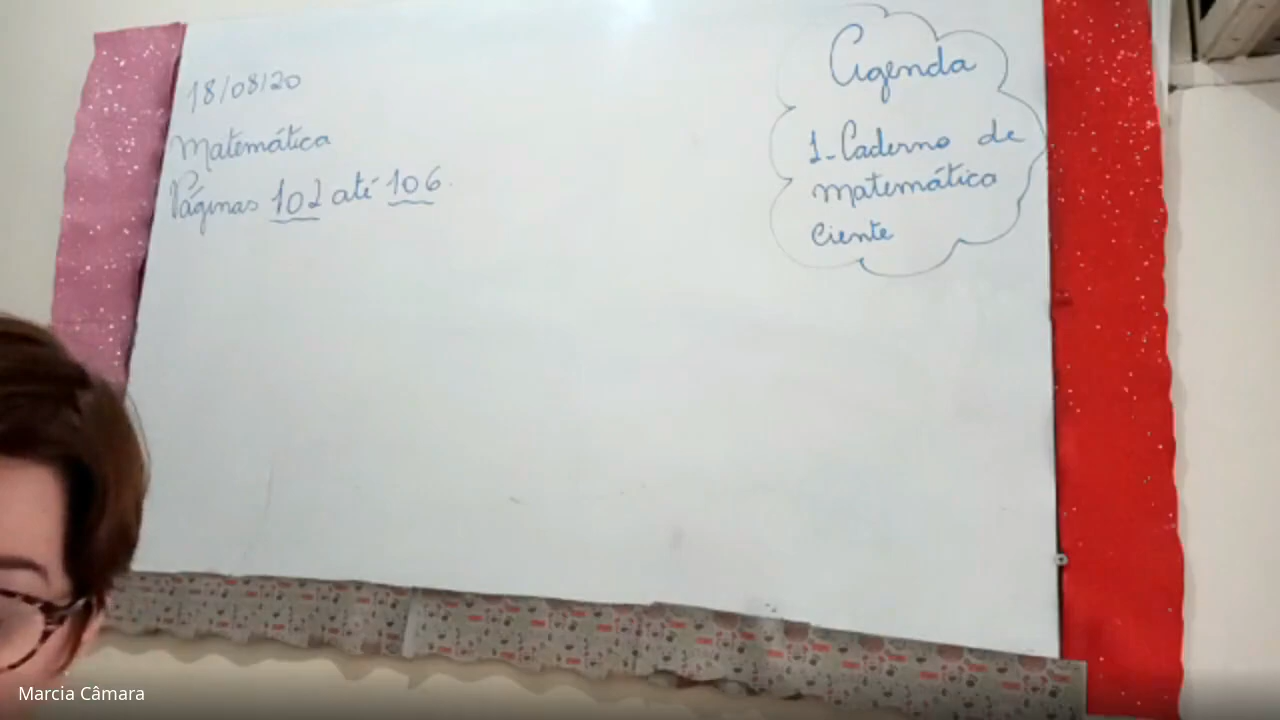 18/08/20
Matemática
Páginas 102 até 106.
Agenda
1-Caderno de
matemática
Ciente
Marcia Câmara